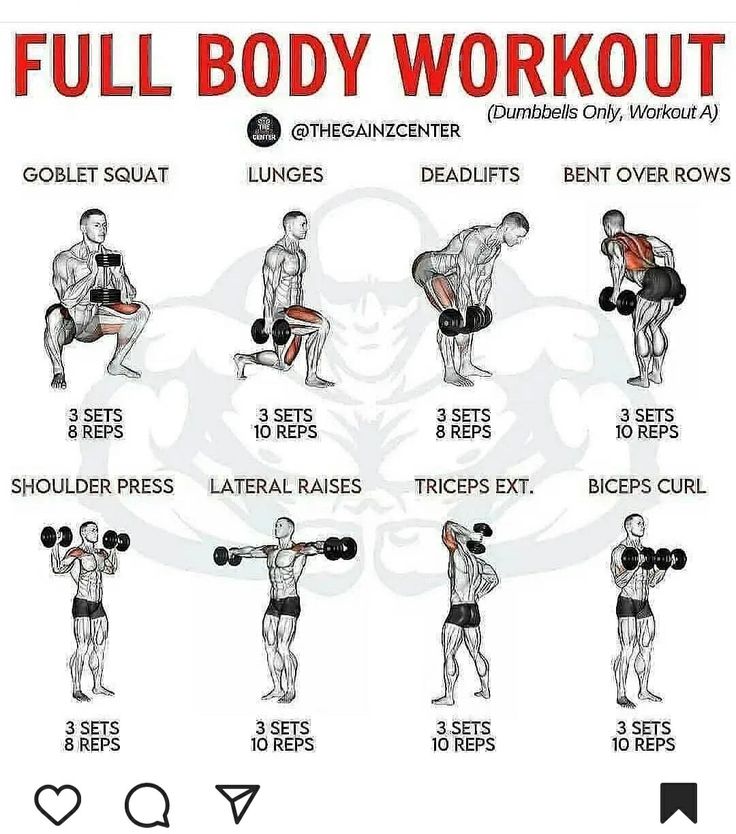 FULL BODY WORKOUT
(Dumbbells Only, Workout A)
THE
CENTER
@THEGAINZCENTER
GOBLET SQUAT
LUNGES
DEADLIFTS
BENT OVER ROWS
3 SETS
8 REPS
3 SETS
10 REPS
3 SETS
8 REPS
3 SETS
10 REPS
SHOULDER PRESS
LATERAL RAISES
TRICEPS EXT.
BICEPS CURL
3 SETS
8 REPS
3 SETS
10 REPS
3 SETS
10 REPS
3 SETS
10 REPS